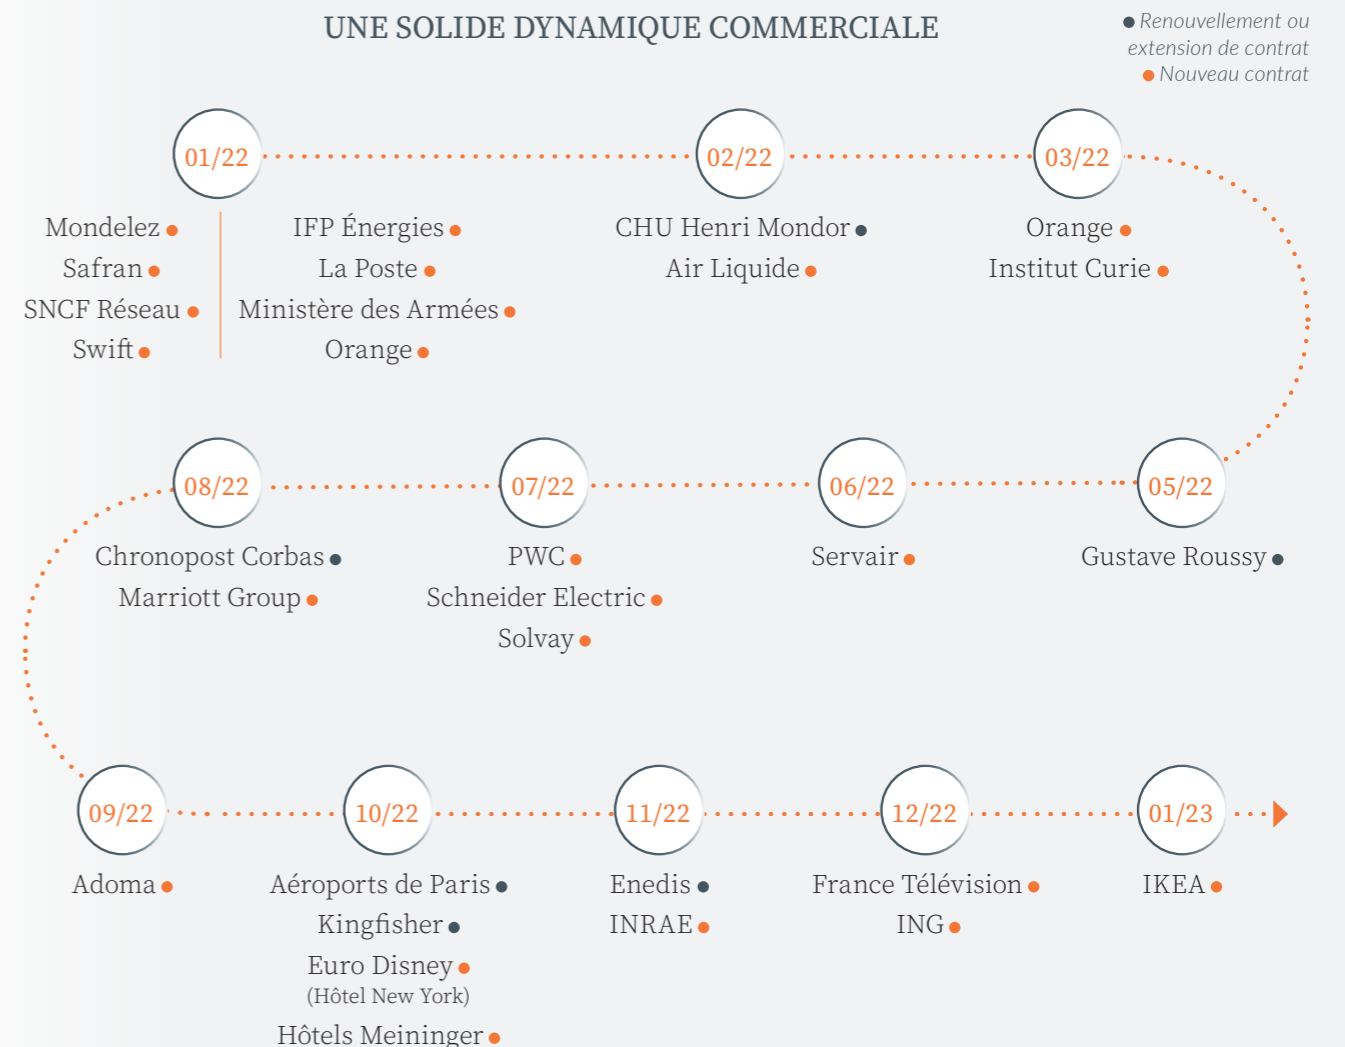 UNE SOLIDE DYNAMIQUE COMMERCIALE
Renouvellement ou
extension de contrat
Nouveau contrat
01/22
Mondelez
Safran
SNCF Réseau
Swift
IFP Énergies
La Poste
Ministère des Armées
Orange
02/22
CHU Henri Mondor
Air Liquide
03/22
Orange
Institut Curie
05/22
Gustave Roussy
06/22
Servair
07/22
PWC
Schneider Electric
Solvay
08/22
Chronopost Corbas
Marriott Group
09/22
Adoma
10/22
Aéroports de Paris
Kingfisher
Euro Disney
(Hôtel New York)
Hôtels Meininger
11/22
Enedis
INRAE
12/22
France Télévision
ING
01/23
IKEA